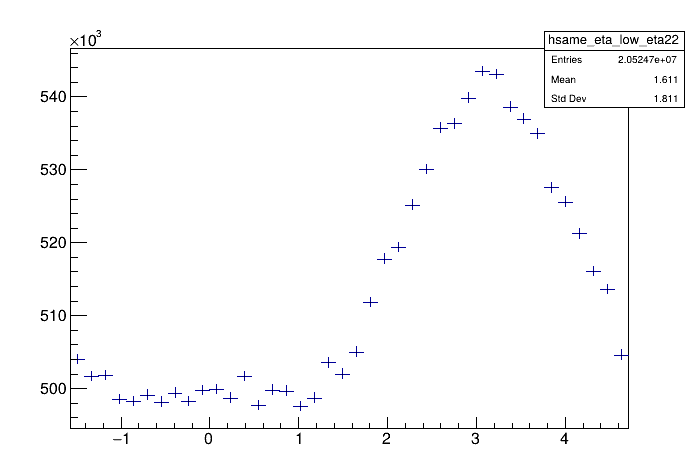 ×10³
hsame_eta_low_eta22
Entries 2.05247e+07
Mean 1.611
Std Dev 1.811
540
530
520
510
500
−1 0 1 2 3 4